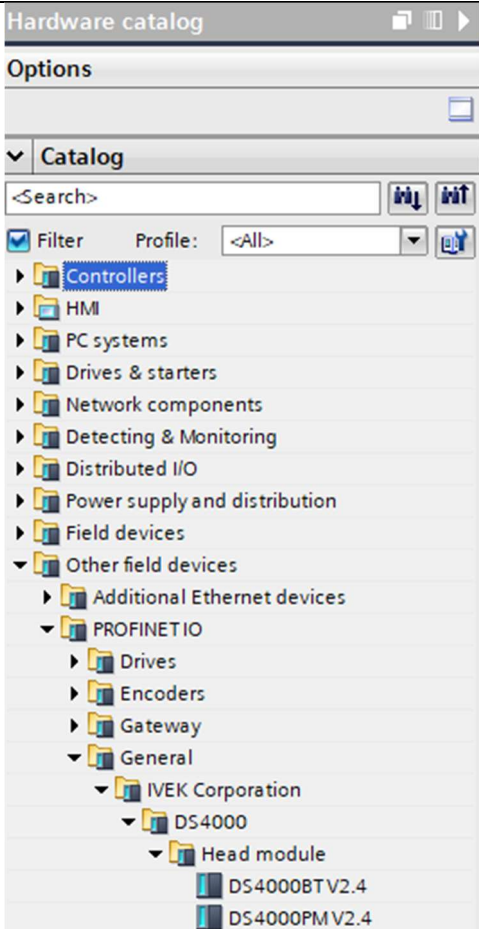 Hardware catalog
Options
Catalog
<Search>
Filter Profile: <All>
Controllers
HMI
PC systems
Drives & starters
Network components
Detecting & Monitoring
Distributed I/O
Power supply and distribution
Field devices
Other field devices
Additional Ethernet devices
PROFINET IO
Drives
Encoders
Gateway
General
IVEK Corporation
DS4000
Head module
DS4000BT V2.4
DS4000PM V2.4